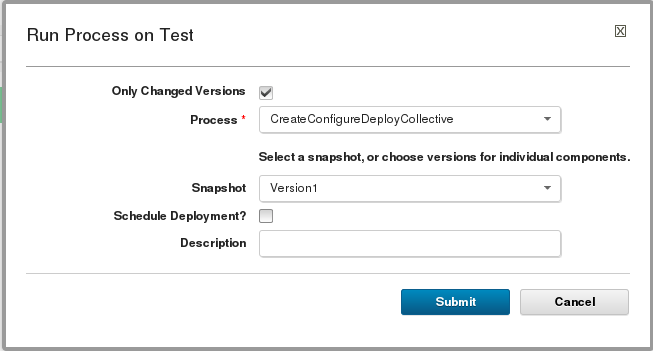 Run Process on Test
Only Changed Versions
Process * CreateConfigureDeployCollective
Select a snapshot, or choose versions for individual components.
Snapshot Version1
Schedule Deployment?
Description
Submit Cancel